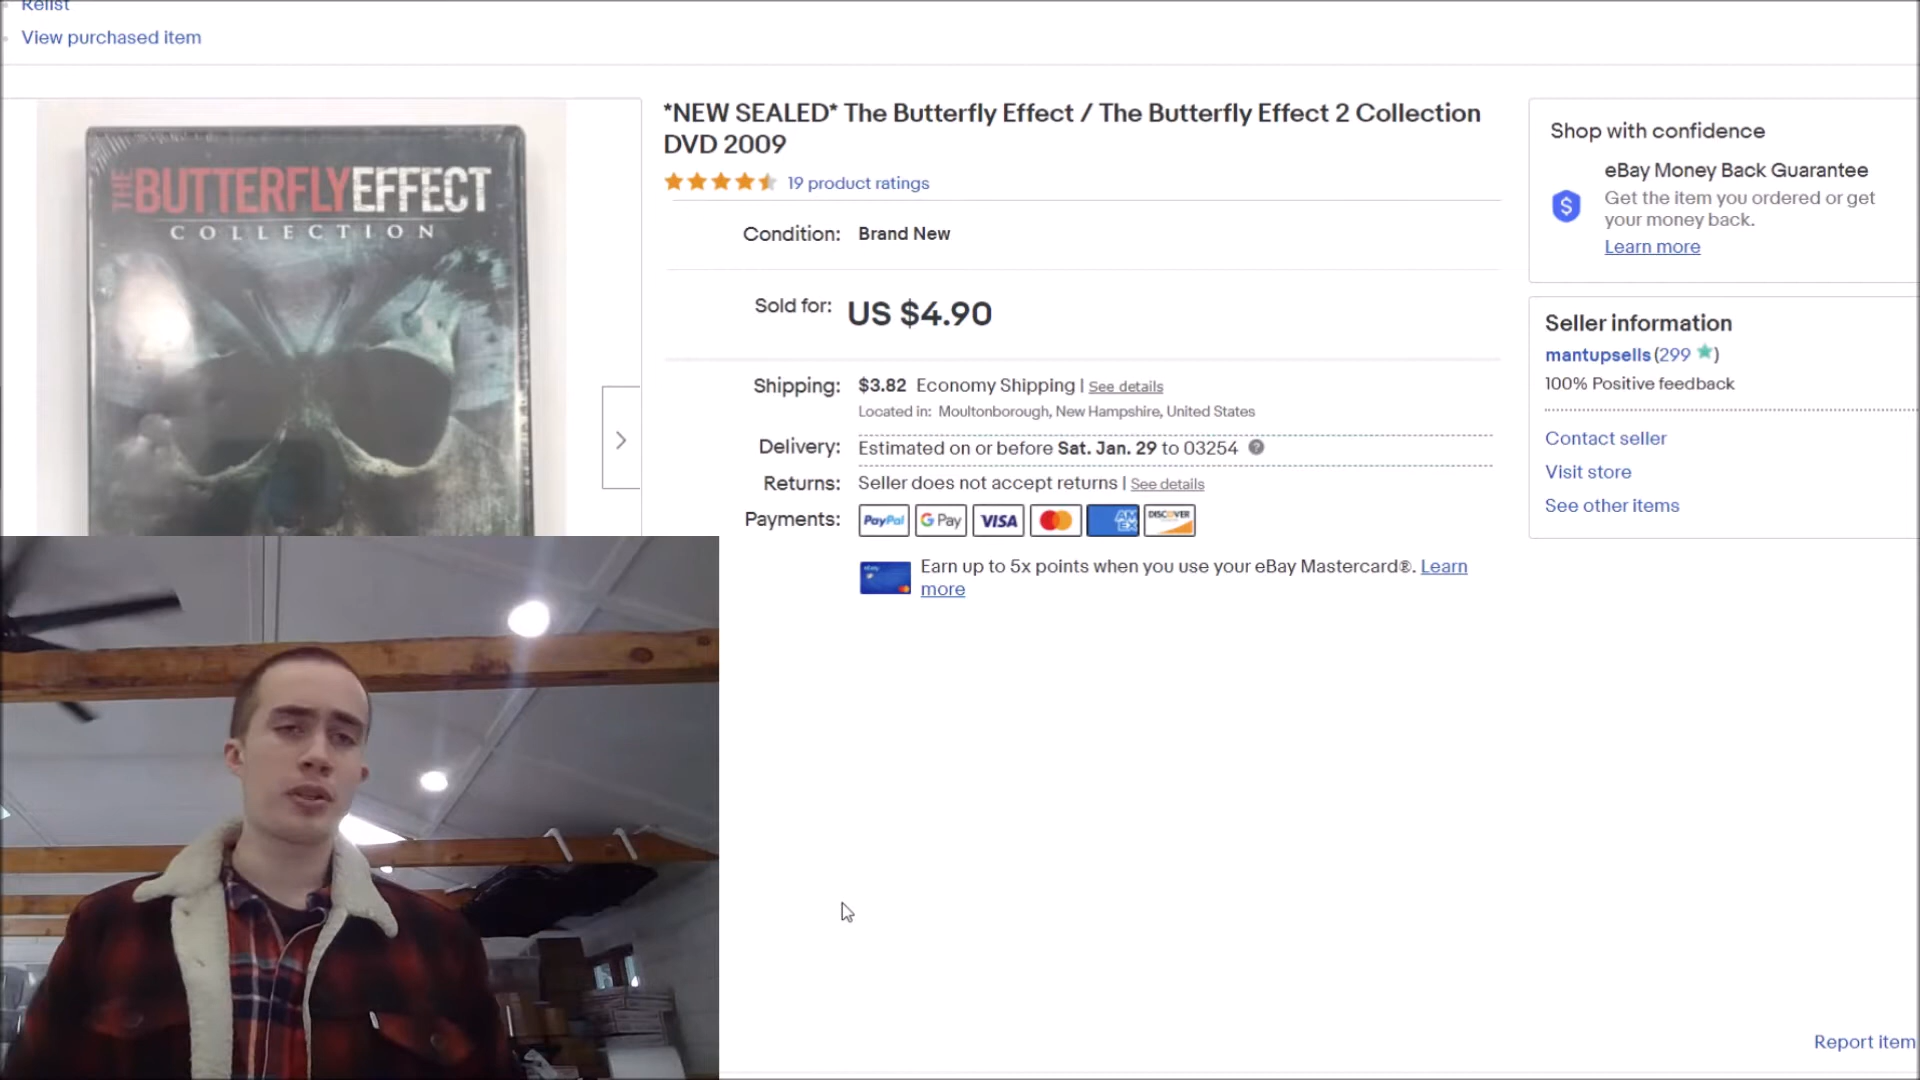 Relist
View purchased item
THE BUTTERFLY EFFECT
COLLECTION
*NEW SEALED* The Butterfly Effect / The Butterfly Effect 2 Collection
DVD 2009
19 product ratings
Condition: Brand New
Sold for: US $4.90
Shipping: $3.82 Economy Shipping | See details
Located in: Moultonborough, New Hampshire, United States
Delivery: Estimated on or before Sat. Jan. 29 to 03254
Returns: Seller does not accept returns | See details
Payments: PayPal G Pay VISA AM EX DISCOVER
Earn up to 5x points when you use your eBay Mastercard®. Learn
more
Shop with confidence
eBay Money Back Guarantee
Get the item you ordered or get
your money back.
Learn more
Seller information
mantupsells (299)
100% Positive feedback
Contact seller
Visit store
See other items
Report item